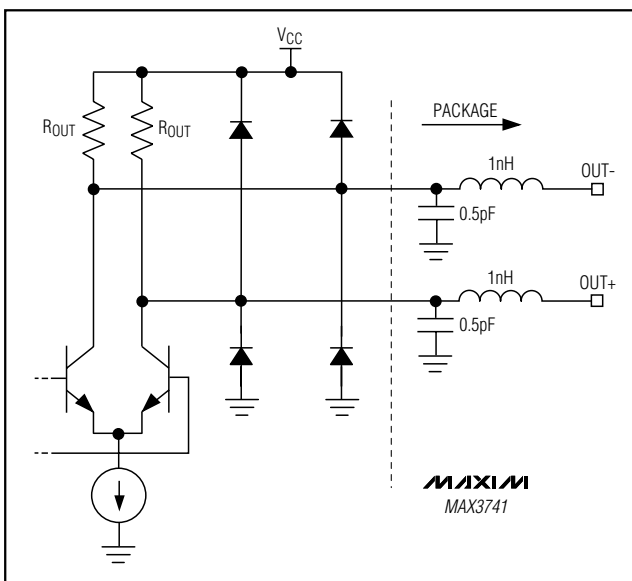 VCC
ROUT
ROUT
PACKAGE
1nH
OUT-
0.5pF
1nH
OUT+
0.5pF
MAXIM
MAX3741